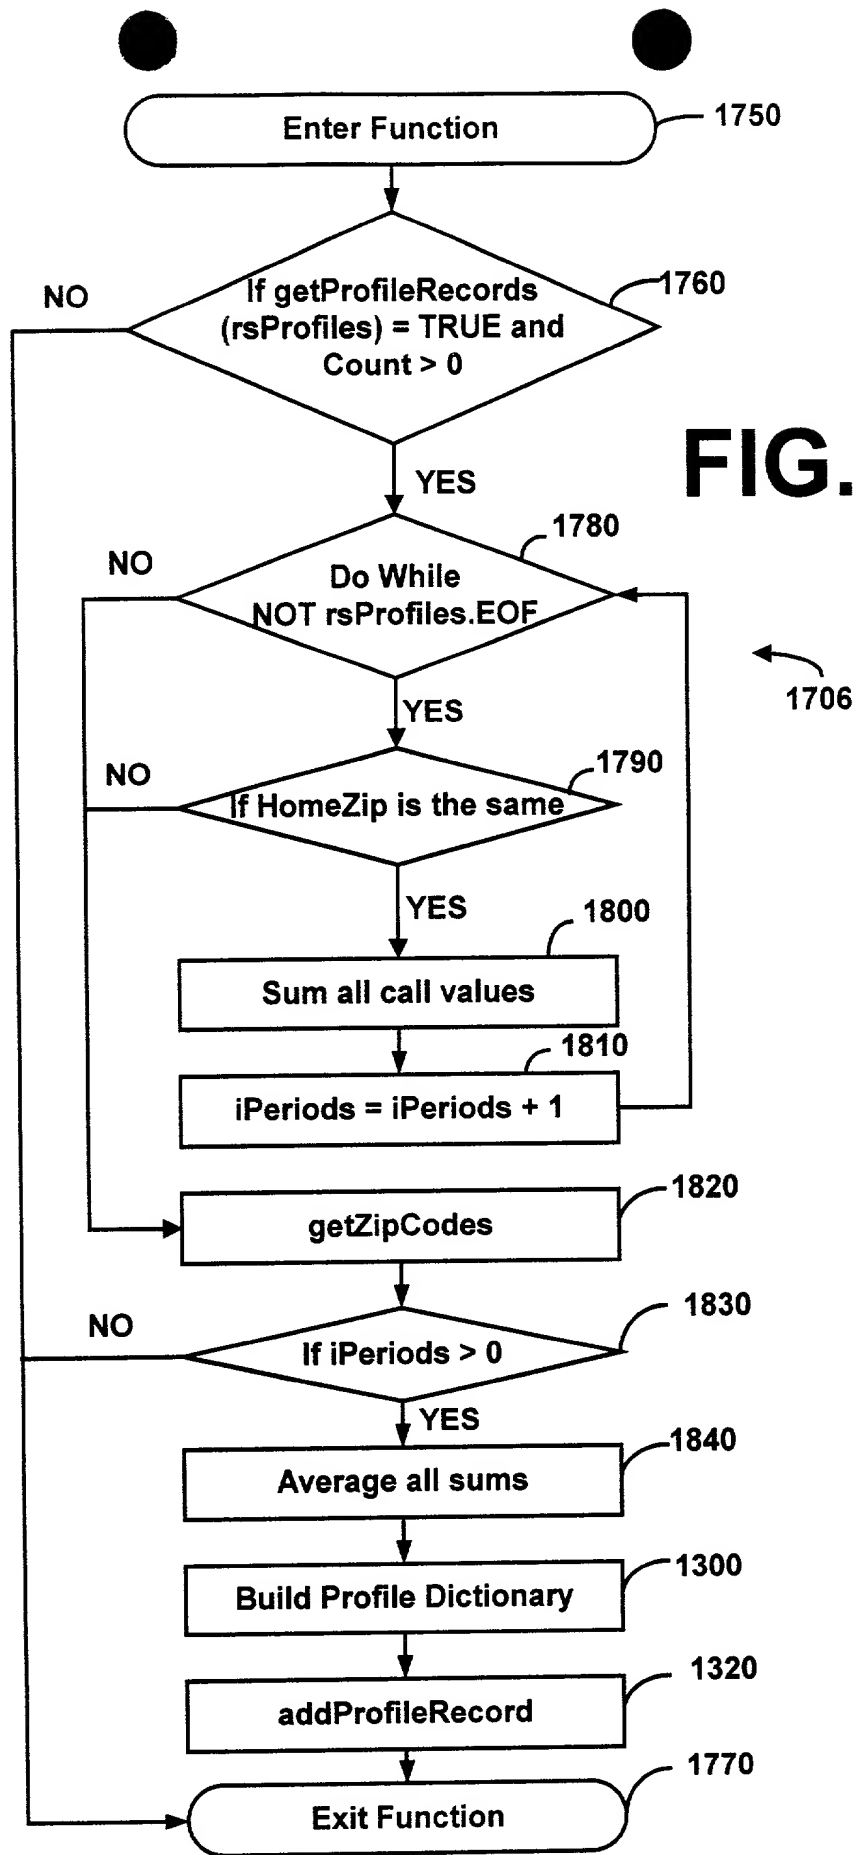 Enter Function
1750
If getProfileRecords
(rsProfiles) = TRUE and
Count > 0
1760
NO
FIG.
YES
1780
Do While
NOT rsProfiles.EOF
NO
1706
YES
1790
If HomeZip is the same
NO
YES
1800
Sum all call values
1810
iPeriods = iPeriods + 1
1820
getZipCodes
1830
If iPeriods > 0
NO
YES
1840
Average all sums
1300
Build Profile Dictionary
1320
addProfileRecord
1770
Exit Function